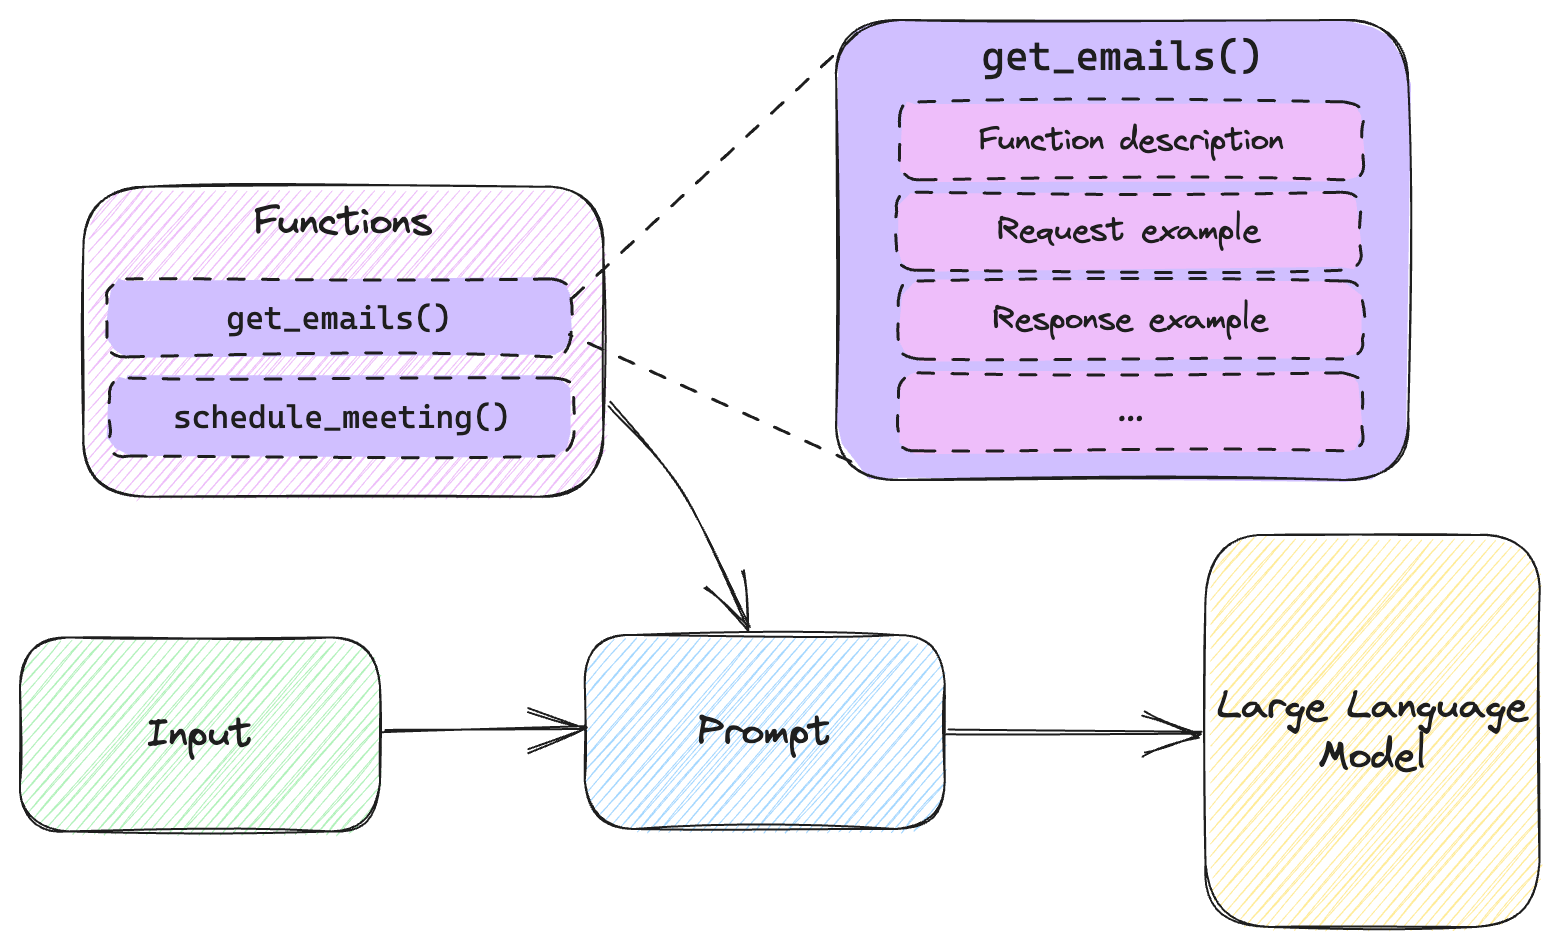 get_emails()
Function description
Request example
Response example
...
Functions
get_emails()
schedule_meeting()
Input
Prompt
Large Language
Model